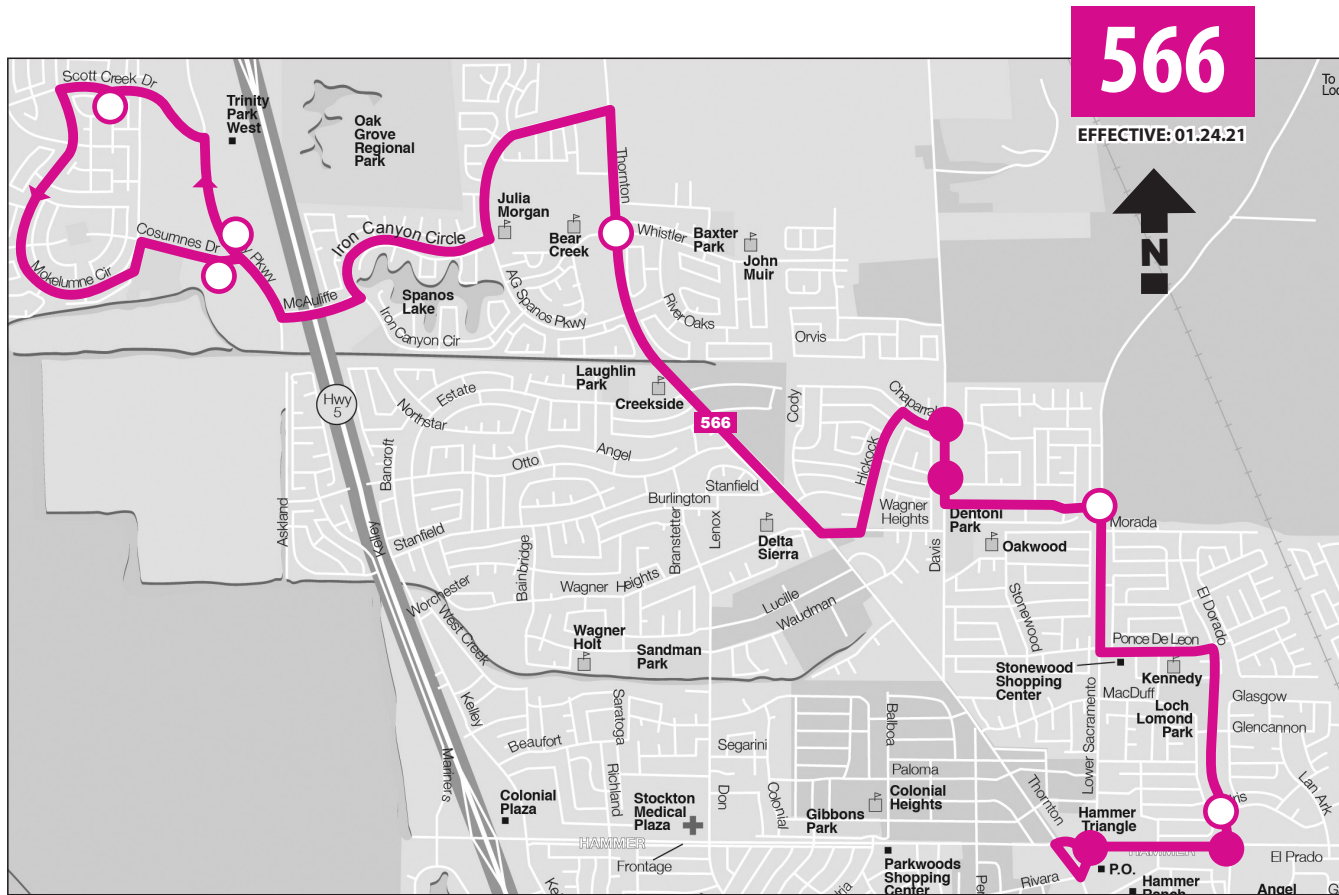 566
EFFECTIVE: 01.24.21
N
To
Scott Creek Dr
Trinity
Park
West
Oak
Grove
Regional
Park
Thornton
Julia
Morgan
Bear
Creek
Whistler
Baxter
Park
John
Muir
Iron Canyon Circle
Cosumnes Dr
Pkwy
Mokelumne Cir
McAuliffe
Spanos
Lake
Iron Canyon Cir
AG Spanos Pkwy
River Oaks
Orvis
Laughlin
Park
Creekside
Hwy
5
Estate
Northstar
566
Cody
Chaparral
Hickock
Bancroft
Otto
Angel
Stanfield
Burlington
Wagner
Heights
Dentoni
Park
Morada
Askland
Kelley
Stanfield
Bainbridge
Branstetter
Lenox
Delta
Sierra
Davis
Oakwood
Worchester
Wagner Heights
Lucille
Waudman
Stonewood
El Dorado
West Creek
Wagner
Holt
Sandman
Park
Ponce De Leon
Stonewood
Shopping
Center
Kennedy
MacDuff
Loch
Lomond
Park
Glasgow
Glencannon
Kelley
Saratoga
Balboa
Lower Sacramento
Beaufort
Segarini
Mariners
Richland
Don
Colonial
Paloma
Thornton
Lan Ark
Colonial
Plaza
Stockton
Medical
Plaza
Gibbons
Park
Colonial
Heights
Hammer
Triangle
HAMMER
HAMMER
Frontage
Parkwoods
Shopping
Center
Rivara
P.O.
El Prado
Hammer
Angel